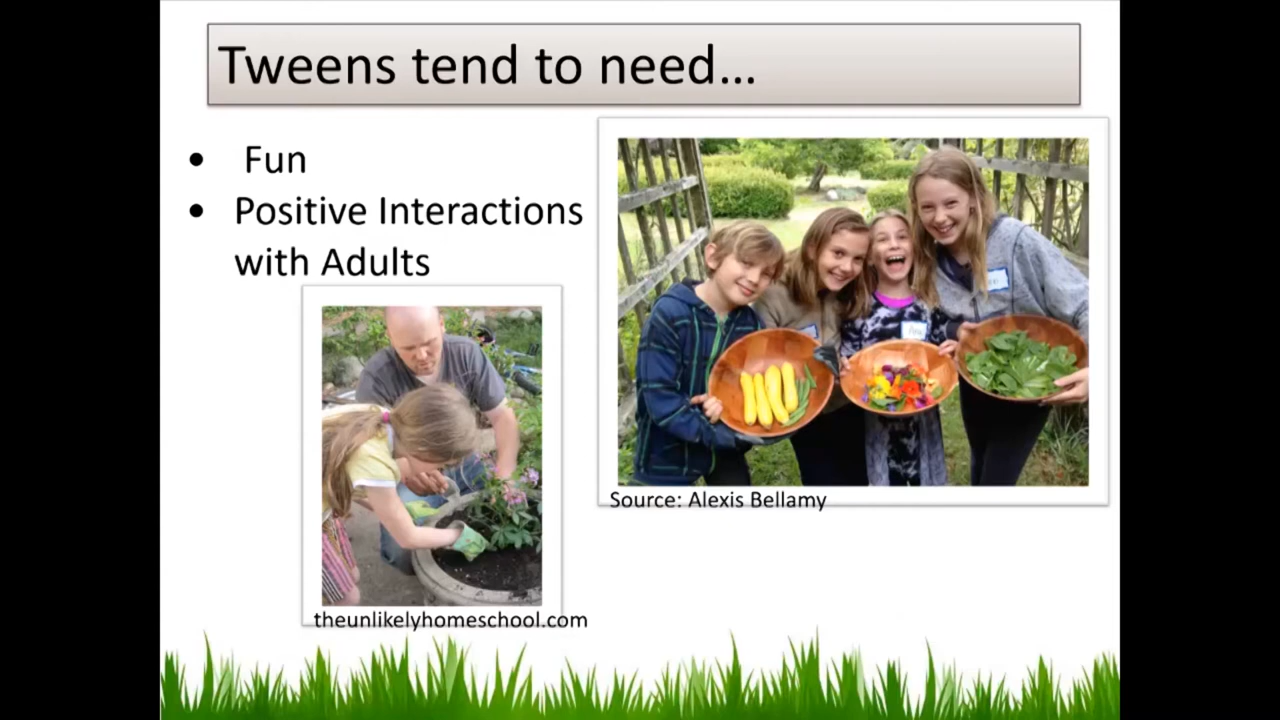 Tweens tend to need…
• Fun
• Positive Interactions
with Adults
Source: Alexis Bellamy
theunlikelyhomeschool.com